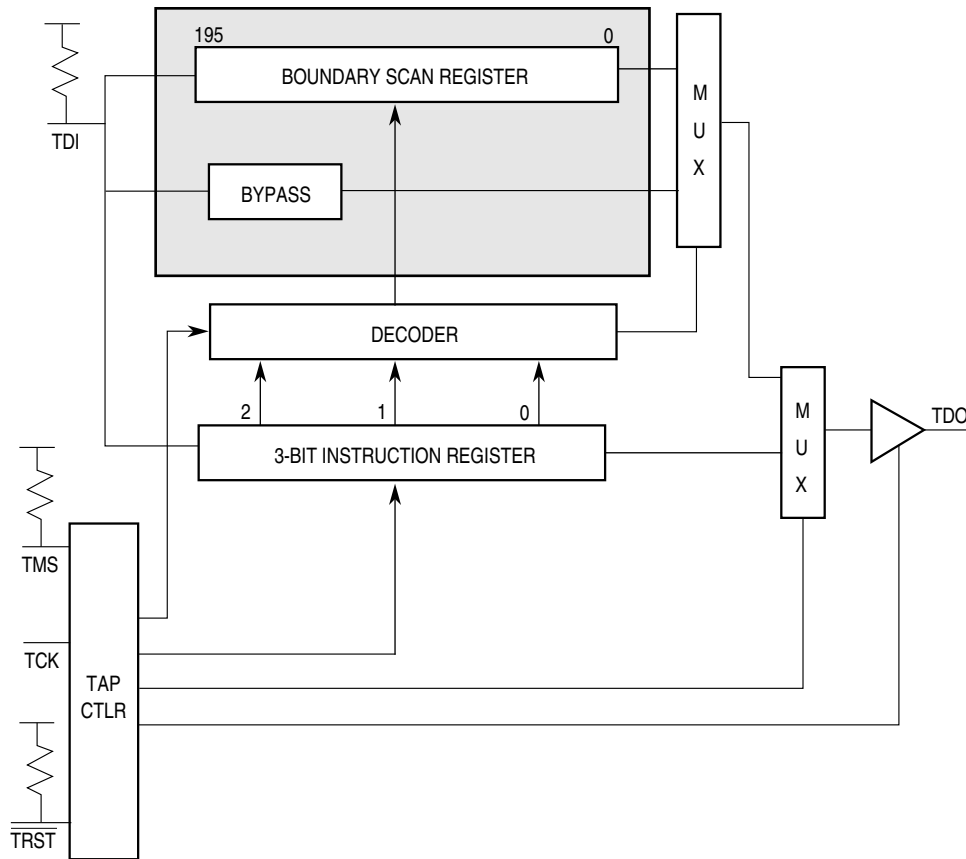 195 0
BOUNDARY SCAN REGISTER
M
U
X
TDI
BYPASS
DECODER
2 1 0
3-BIT INSTRUCTION REGISTER
M
U
X
TDO
TMS
TCK
TAP
CTLR
TRST